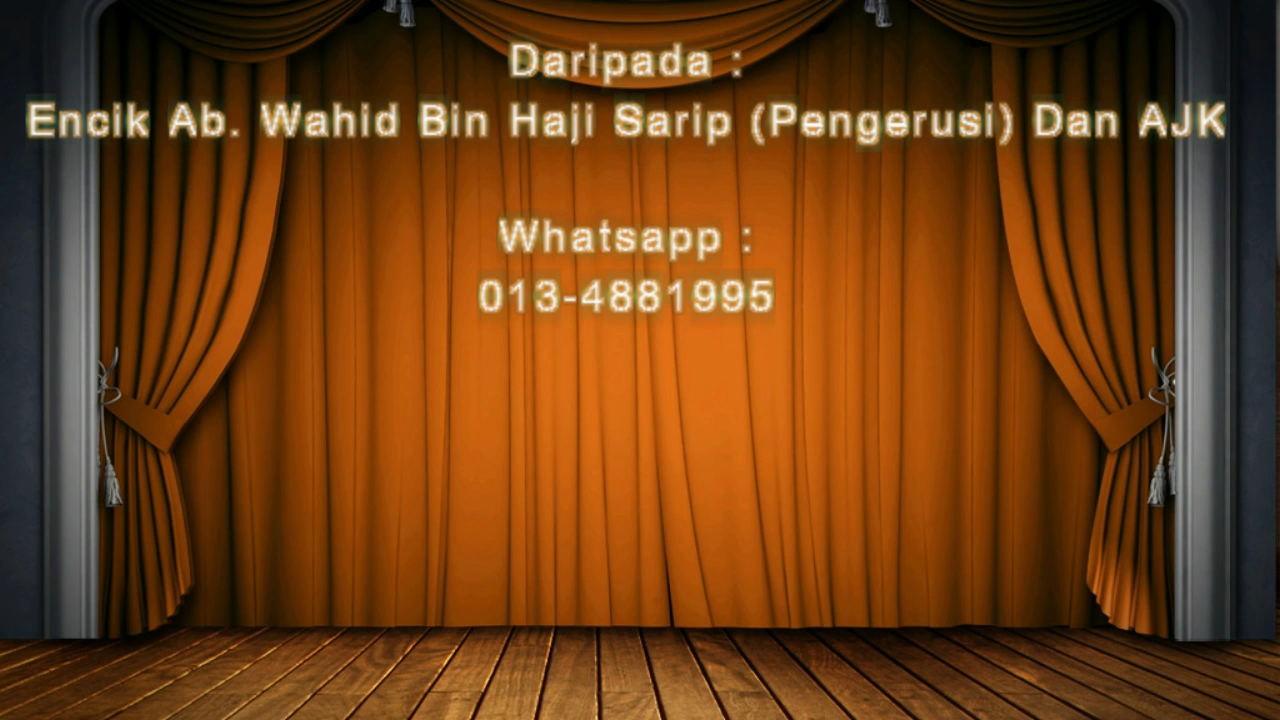 Daripada :
Encik Ab. Wahid Bin Haji Sarip (Pengerusi) Dan AJK
Whatsapp :
013-4881995